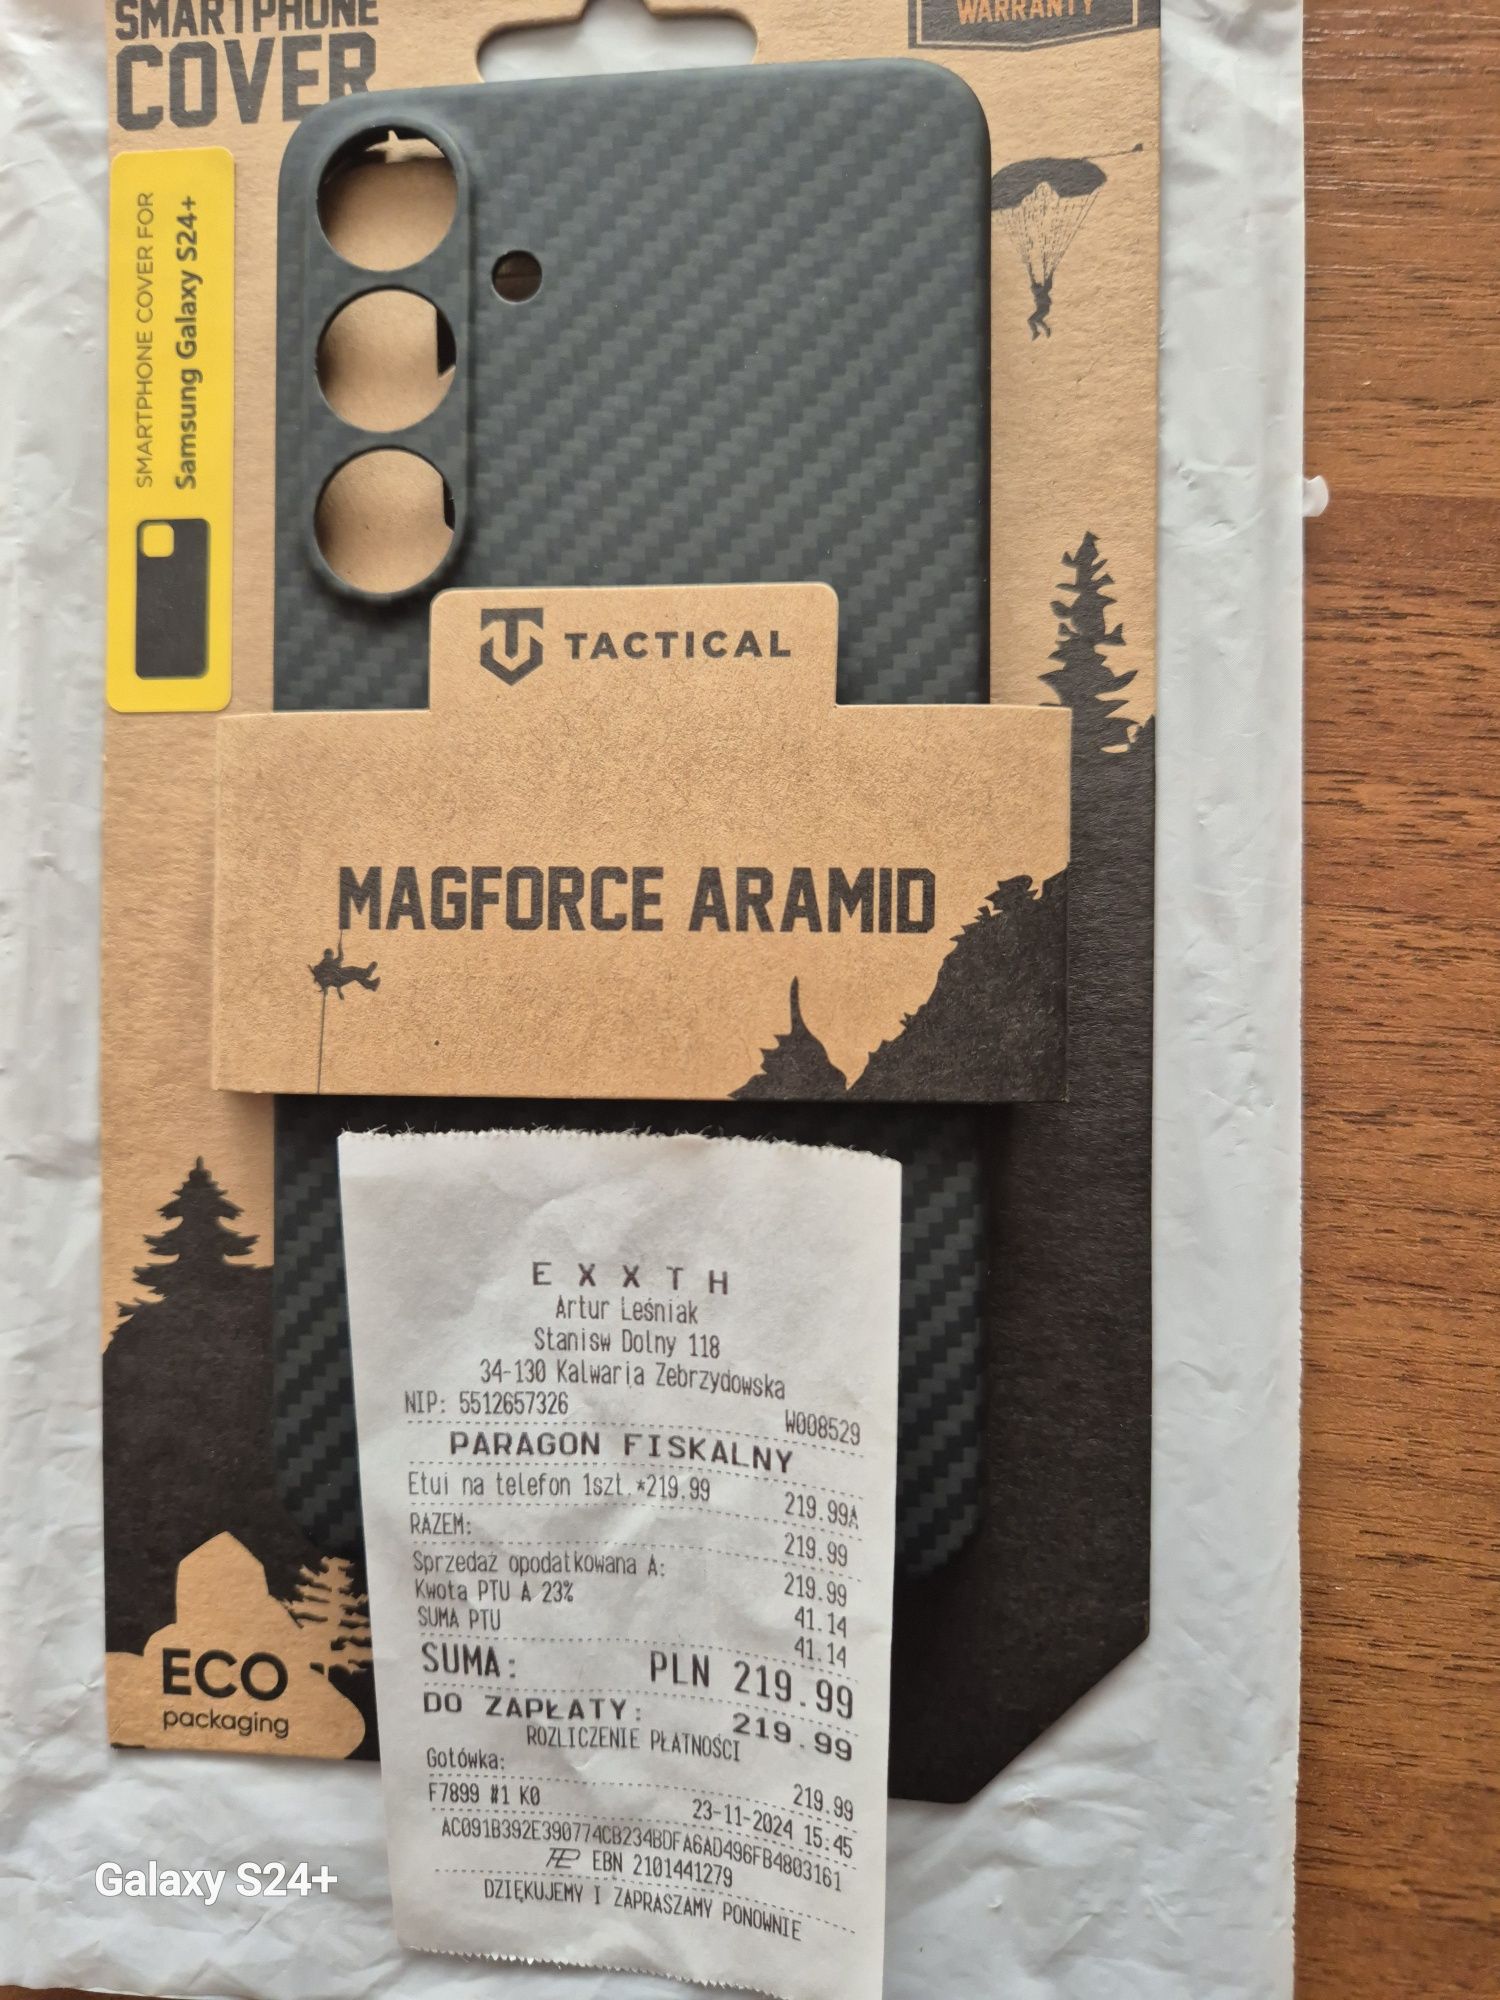 SMARTPHONE
COVER
WARRANTY
SMARTPHONE COVER FOR
Samsung Galaxy S24+
TACTICAL
MAGFORCE ARAMID
E X X T H
Artur Leśniak
Stanisw Dolny 118
34-130 Kalwaria Zebrzydowska
NIP: 5512657326 W008529
PARAGON FISKALNY
Etui na telefon 1szt.*219.99 219.99A
RAZEM: 219.99
Sprzedaż opodatkowana A: 219.99
Kwota PTU A 23% 41.14
SUMA PTU 41.14
SUMA: PLN 219.99
DO ZAPŁATY: 219.99
ROZLICZENIE PŁATNOŚCI
Gotówka: 219.99
F7899 #1 K0 23-11-2024 15:45
AC091B392E390774CB234BDFA6AD496FB4803161
EBN 2101441279
DZIĘKUJEMY I ZAPRASZAMY PONOWNIE
ECO
packaging
Galaxy S24+